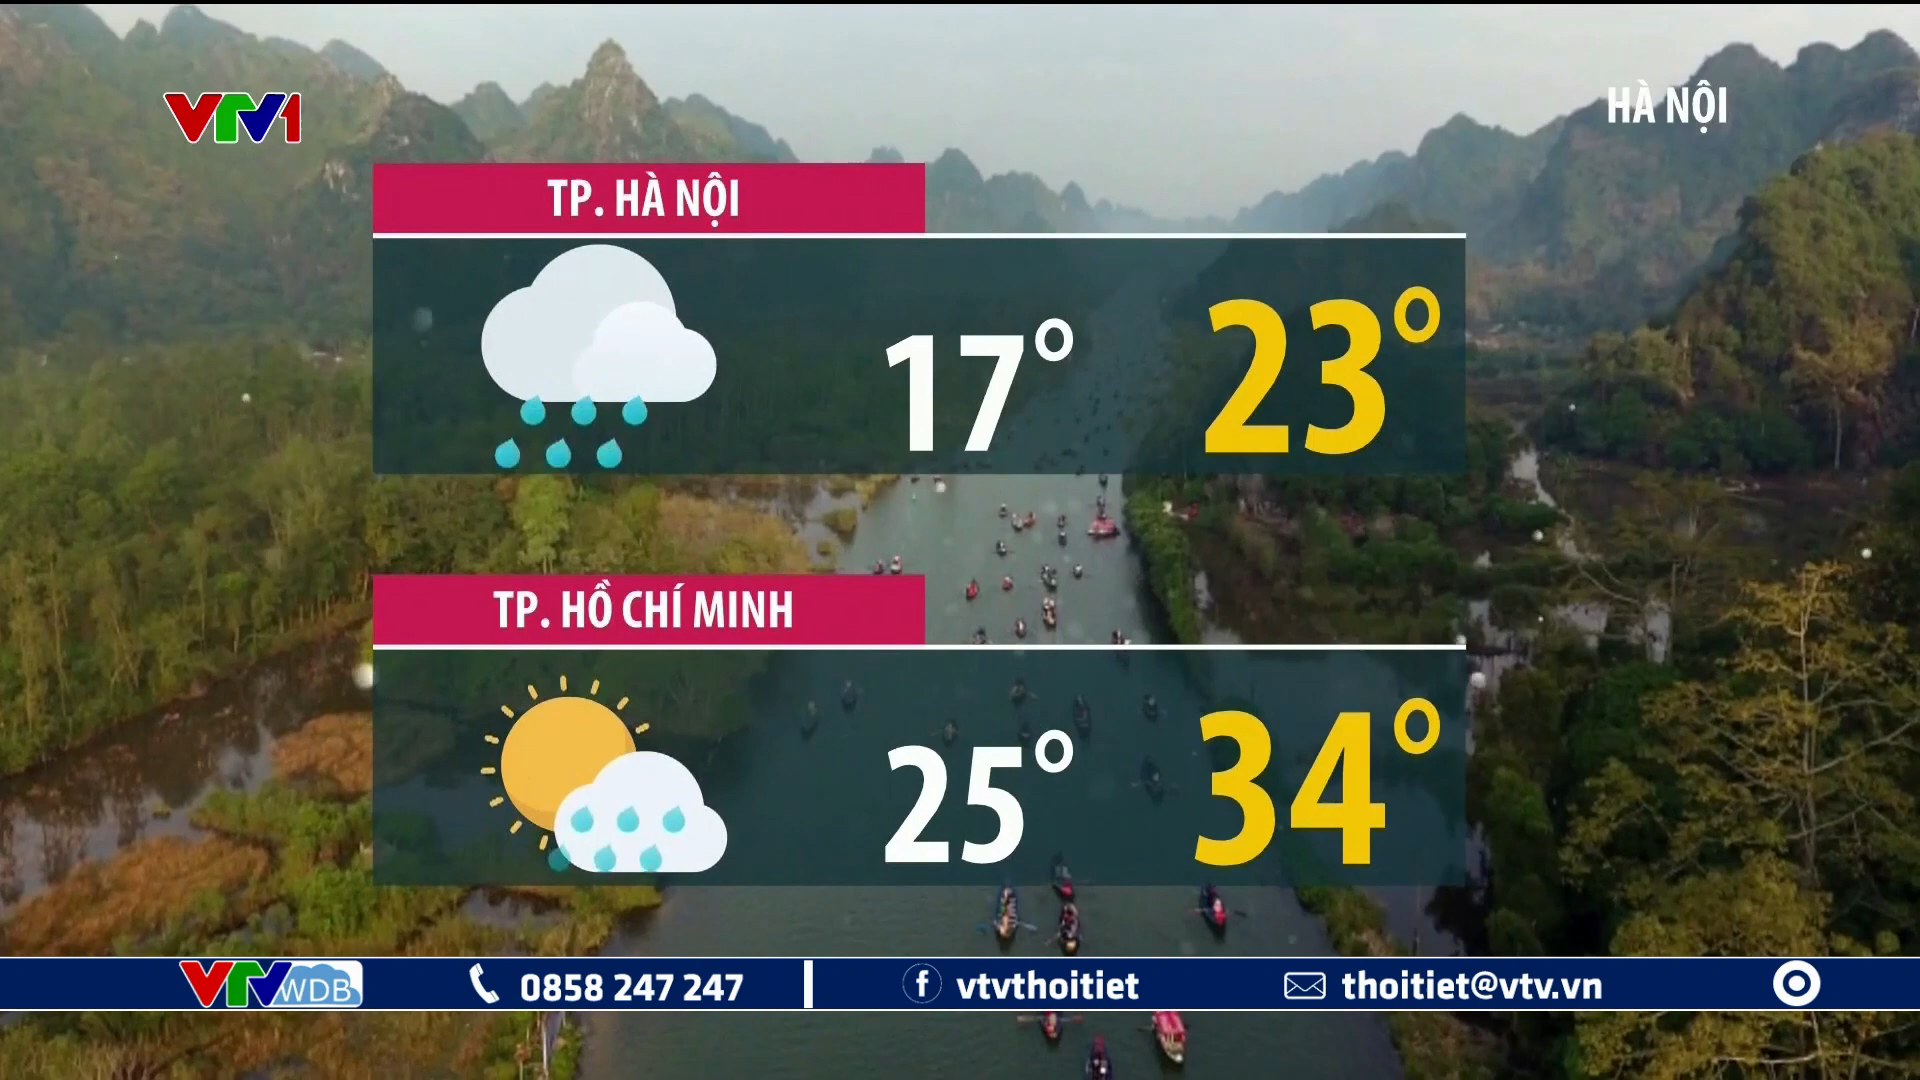 VTV1
HÀ NỘI
TP. HÀ NỘI
17° 23°
TP. HỒ CHÍ MINH
25° 34°
VTV WDB 0858 247 247 vtvthoitiet thoitiet@vtv.vn